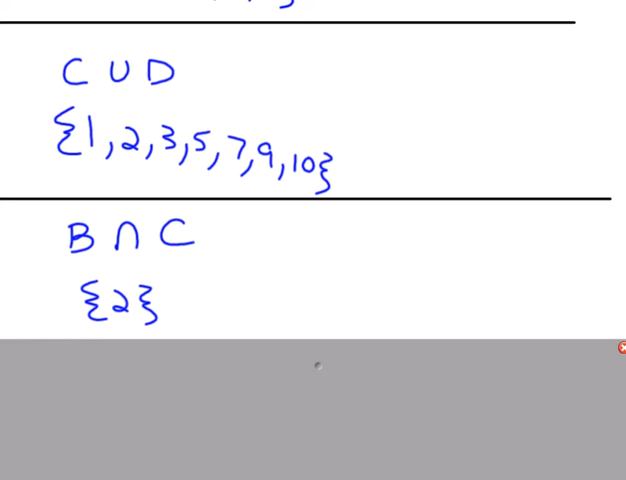 C ∪ D
{1, 2, 3, 5, 7, 9, 10}
B ∩ C
{2}